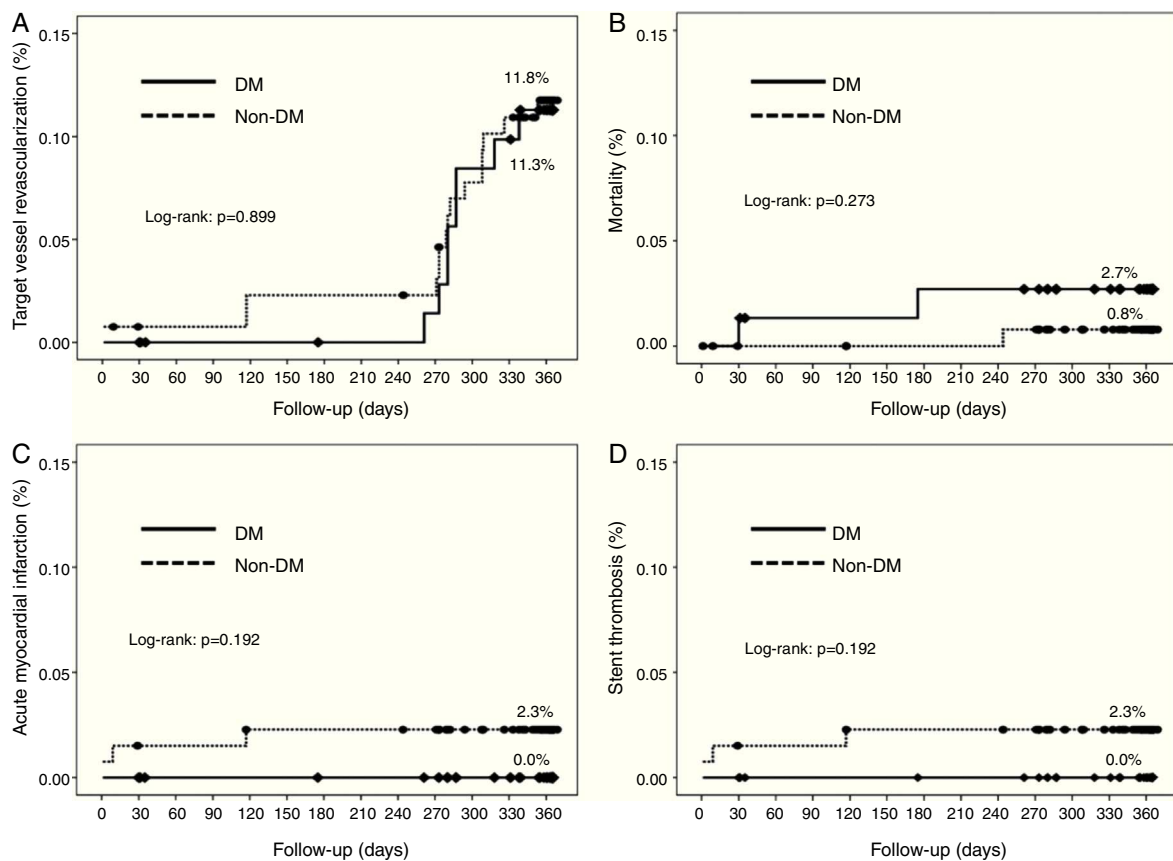 A
Target vessel revascularization (%)
0.15
0.10
0.05
0.00
DM
Non-DM
11.8%
11.3%
Log-rank: p=0.899
0 30 60 90 120 150 180 210 240 270 300 330 360
Follow-up (days)
B
Mortality (%)
0.15
0.10
0.05
0.00
DM
Non-DM
Log-rank: p=0.273
2.7%
0.8%
0 30 60 90 120 150 180 210 240 270 300 330 360
Follow-up (days)
C
Acute myocardial infarction (%)
0.15
0.10
0.05
0.00
DM
Non-DM
Log-rank: p=0.192
2.3%
0.0%
0 30 60 90 120 150 180 210 240 270 300 330 360
Follow-up (days)
D
Stent thrombosis (%)
0.15
0.10
0.05
0.00
DM
Non-DM
Log-rank: p=0.192
2.3%
0.0%
0 30 60 90 120 150 180 210 240 270 300 330 360
Follow-up (days)